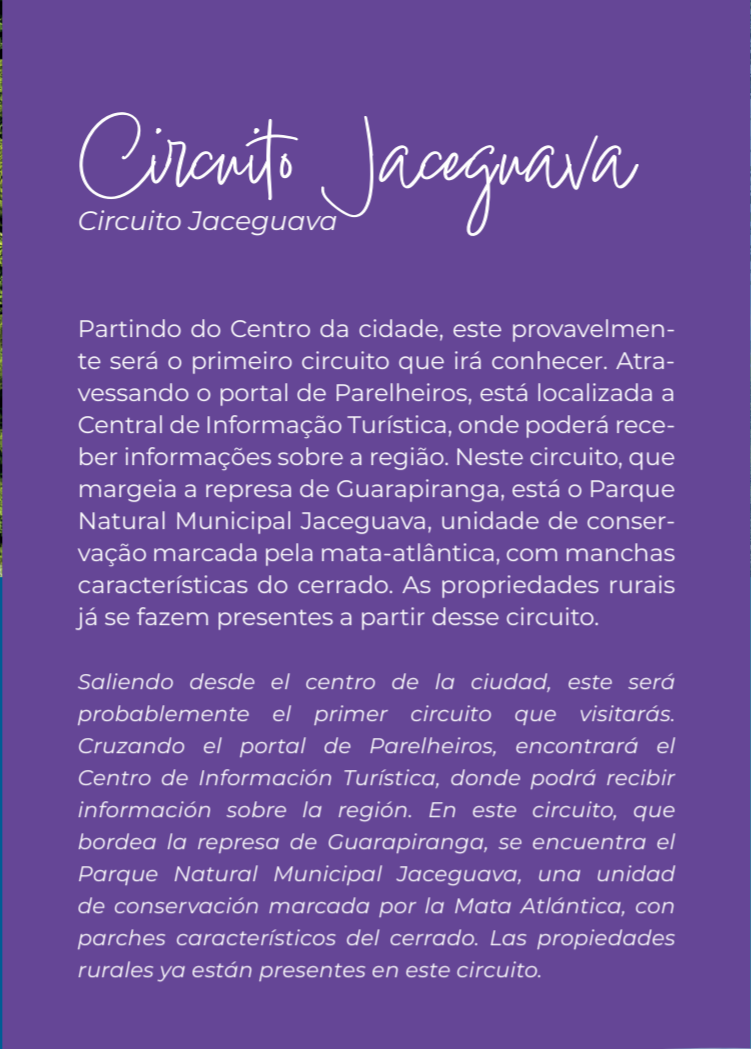 Circuito Jaceguava
Circuito Jaceguava
Partindo do Centro da cidade, este provavelmen-
te será o primeiro circuito que irá conhecer. Atra-
vessando o portal de Parelheiros, está localizada a
Central de Informação Turística, onde poderá rece-
ber informações sobre a região. Neste circuito, que
margeia a represa de Guarapiranga, está o Parque
Natural Municipal Jaceguava, unidade de conser-
vação marcada pela mata-atlântica, com manchas
características do cerrado. As propriedades rurais
já se fazem presentes a partir desse circuito.
Saliendo desde el centro de la ciudad, este será
probablemente el primer circuito que visitarás.
Cruzando el portal de Parelheiros, encontrará el
Centro de Información Turística, donde podrá recibir
información sobre la región. En este circuito, que
bordea la represa de Guarapiranga, se encuentra el
Parque Natural Municipal Jaceguava, una unidad
de conservación marcada por la Mata Atlántica, con
parches característicos del cerrado. Las propiedades
rurales ya están presentes en este circuito.